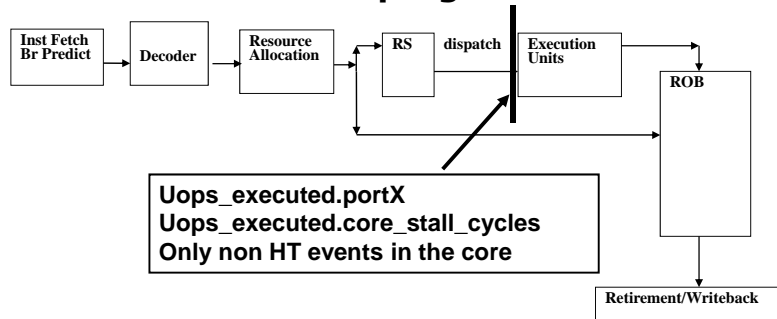 Inst Fetch
Br Predict
Decoder
Resource
Allocation
RS
dispatch
Execution
Units
ROB
Uops_executed.portX
Uops_executed.core_stall_cycles
Only non HT events in the core
Retirement/Writeback